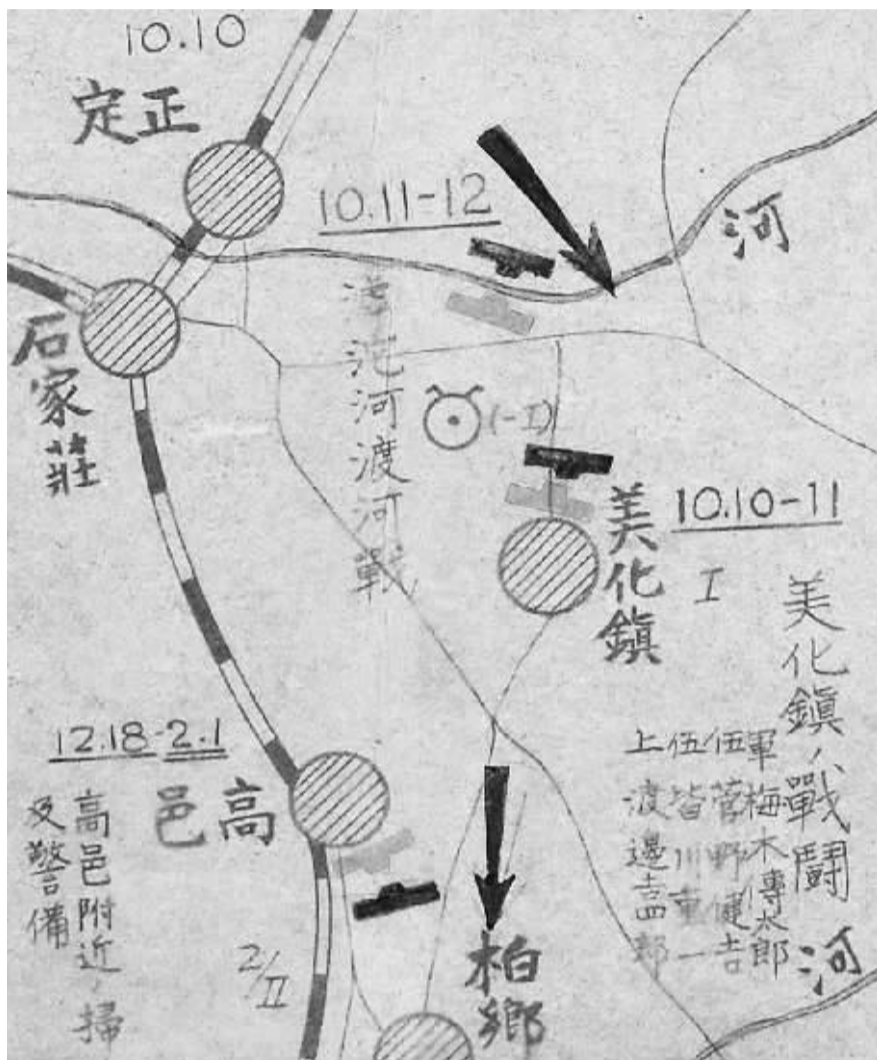 10.10
正定
10.11-12
河
石家莊
滹沱河渡河戰
(-I)
美化鎮
10.10-11
I
美化鎮ノ戰鬪
軍梅木傳太郎
伍菅野健吉
伍皆川重一
上渡邊郎
12.18-2.1
高邑
高邑附近ノ掃
及警備
2/II
柏鄉
河